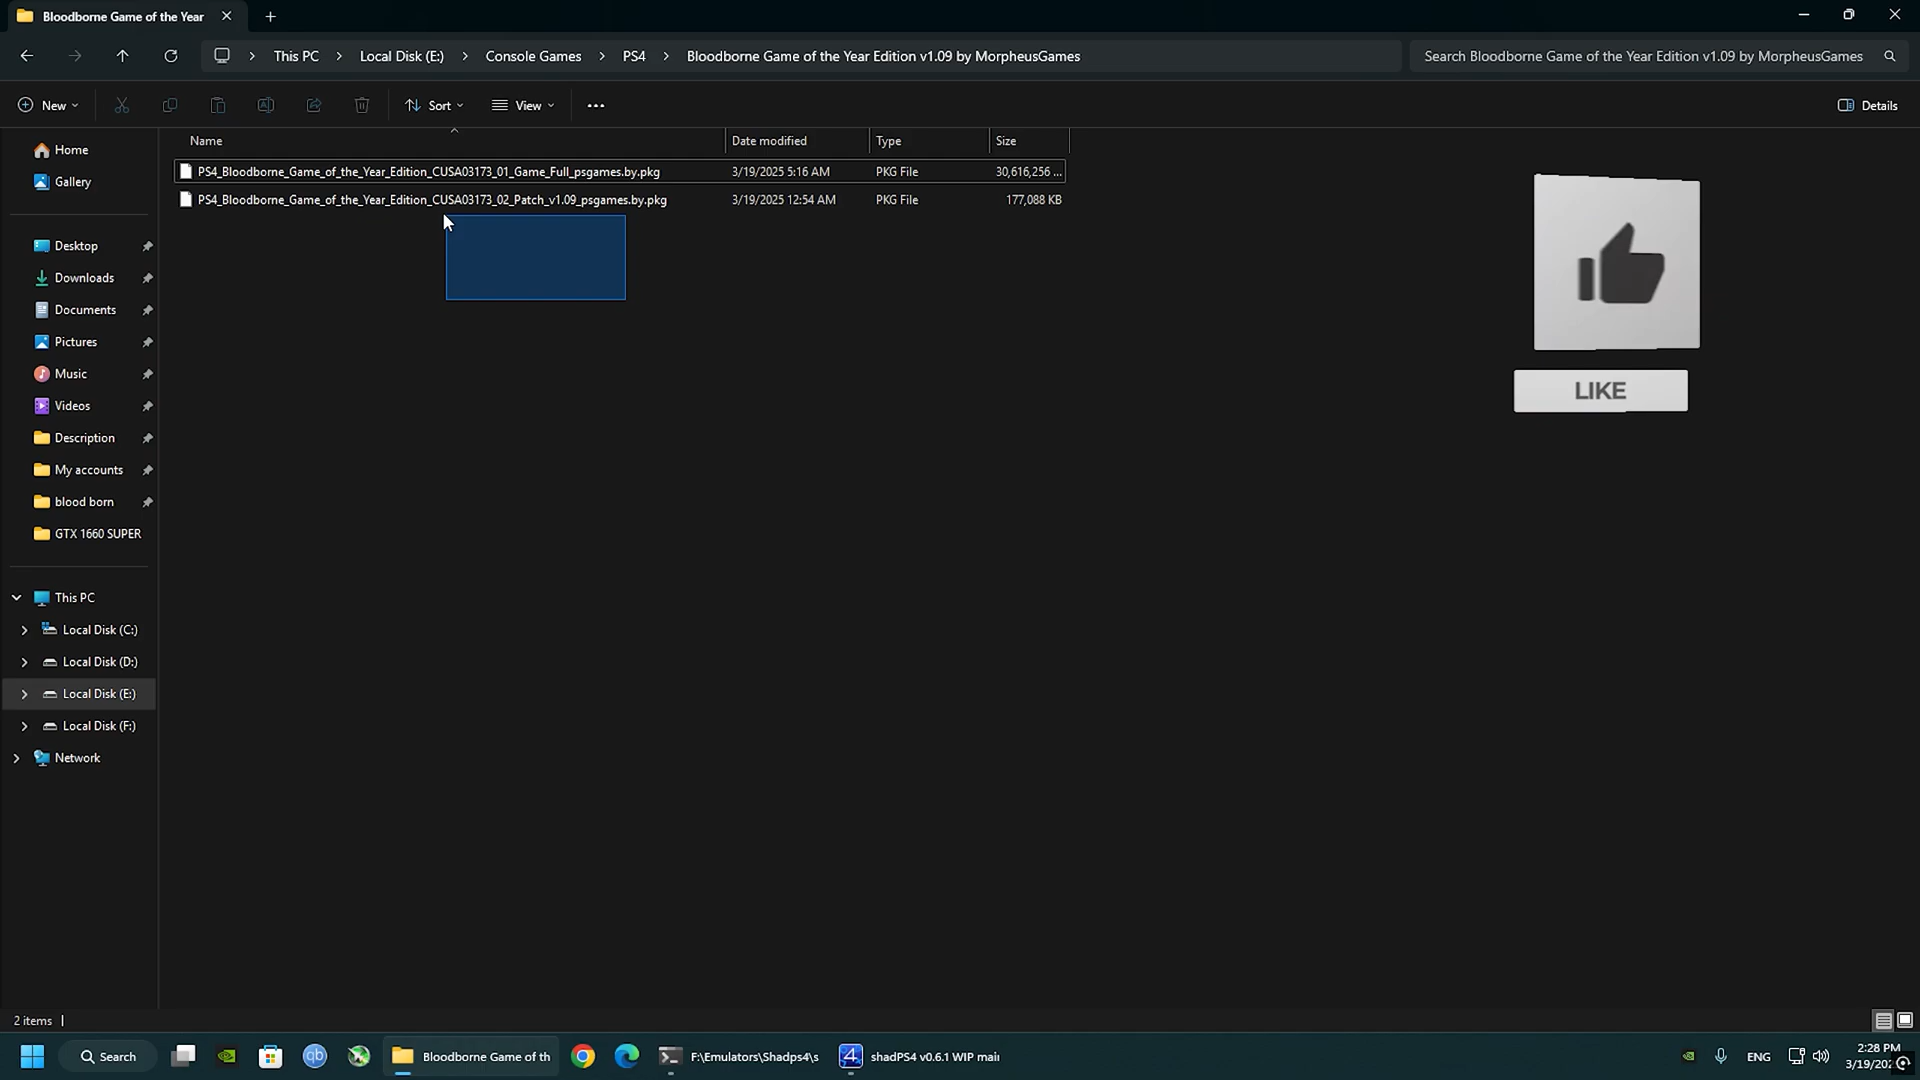 Bloodborne Game of the Year
This PC > Local Disk (E:) > Console Games > PS4 > Bloodborne Game of the Year Edition v1.09 by MorpheusGames
Search Bloodborne Game of the Year Edition v1.09 by MorpheusGames
New
Sort
View
Details
Name Date modified Type Size
PS4_Bloodborne_Game_of_the_Year_Edition_CUSA03173_01_Game_Full_psgames.by.pkg 3/19/2025 5:16 AM PKG File 30,616,256 ...
PS4_Bloodborne_Game_of_the_Year_Edition_CUSA03173_02_Patch_v1.09_psgames.by.pkg 3/19/2025 12:54 AM PKG File 177,088 KB
Home
Gallery
Desktop
Downloads
Documents
Pictures
Music
Videos
Description
My accounts
blood born
GTX 1660 SUPER
This PC
Local Disk (C:)
Local Disk (D:)
Local Disk (E:)
Local Disk (F:)
Network
LIKE
2 items
Search
qb
Bloodborne Game of th
F:\Emulators\Shadps4\s
4
shadPS4 v0.6.1 WIP mai
ENG
2:28 PM